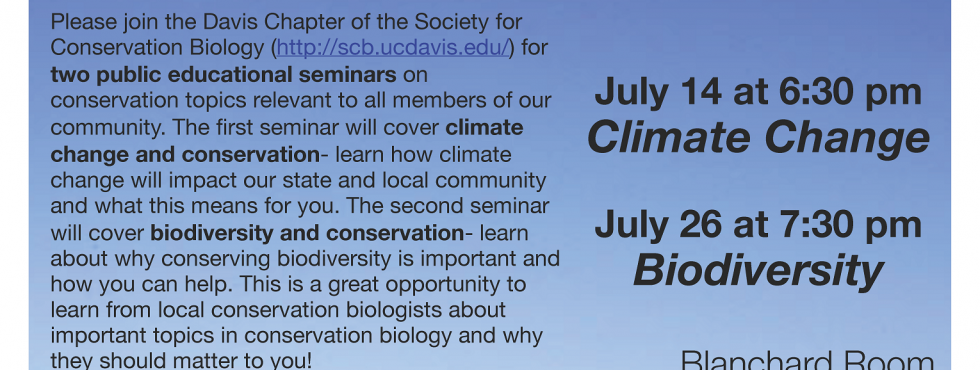 Please join the Davis Chapter of the Society for
Conservation Biology (http://scb.ucdavis.edu/) for
two public educational seminars on
conservation topics relevant to all members of our
community. The first seminar will cover climate
change and conservation- learn how climate
change will impact our state and local community
and what this means for you. The second seminar
will cover biodiversity and conservation- learn
about why conserving biodiversity is important and
how you can help. This is a great opportunity to
learn from local conservation biologists about
important topics in conservation biology and why
they should matter to you!
July 14 at 6:30 pm
Climate Change
July 26 at 7:30 pm
Biodiversity
Blanchard Room